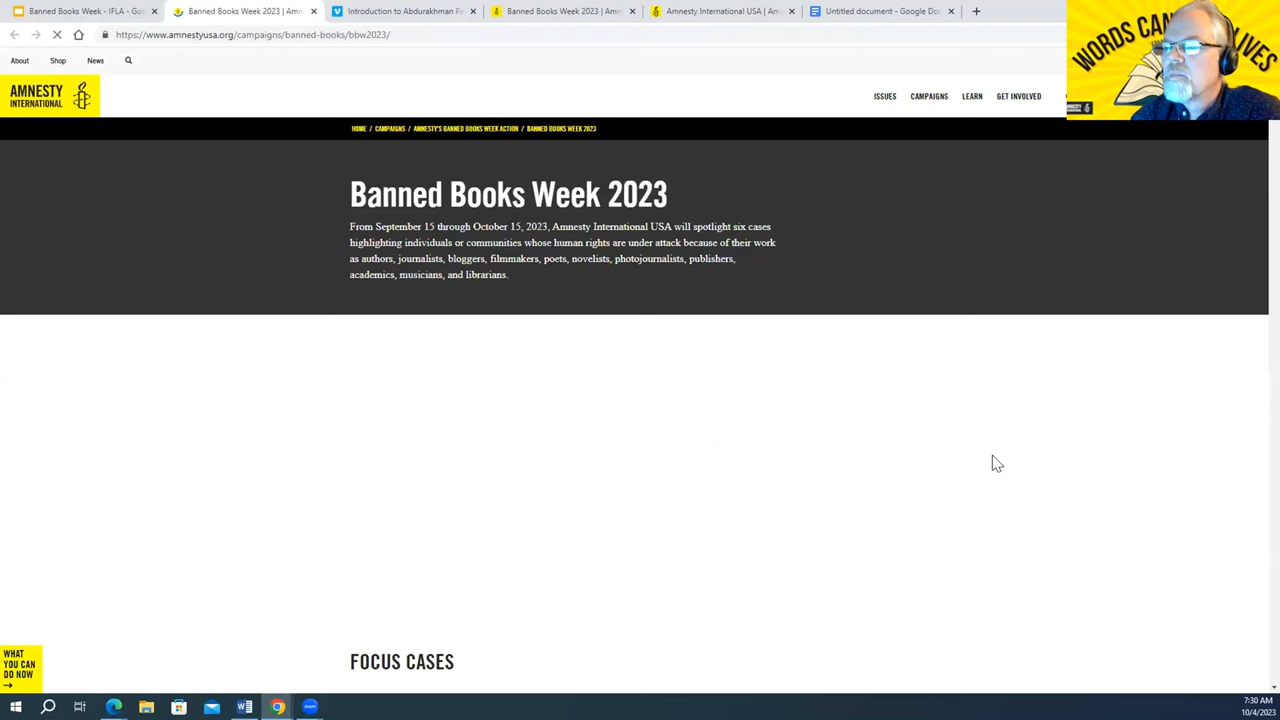 Banned Books Week - IFLA - Goo
Banned Books Week 2023 | Amn
Introduction to Abdurakhman Pa
Banned Books Week 2023 | Ame
Amnesty International USA | Am
Untitled document - Google Doc
https://www.amnestyusa.org/campaigns/banned-books/bbw2023/
About Shop News
AMNESTY
INTERNATIONAL
ISSUES CAMPAIGNS LEARN GET INVOLVED
WORDS CAN LIVES
HOME / CAMPAIGNS / AMNESTY'S BANNED BOOKS WEEK ACTION / BANNED BOOKS WEEK 2023
Banned Books Week 2023
From September 15 through October 15, 2023, Amnesty International USA will spotlight six cases
highlighting individuals or communities whose human rights are under attack because of their work
as authors, journalists, bloggers, filmmakers, poets, novelists, photojournalists, publishers,
academics, musicians, and librarians.
WHAT
YOU CAN
DO NOW
FOCUS CASES
7:30 AM
10/4/2023